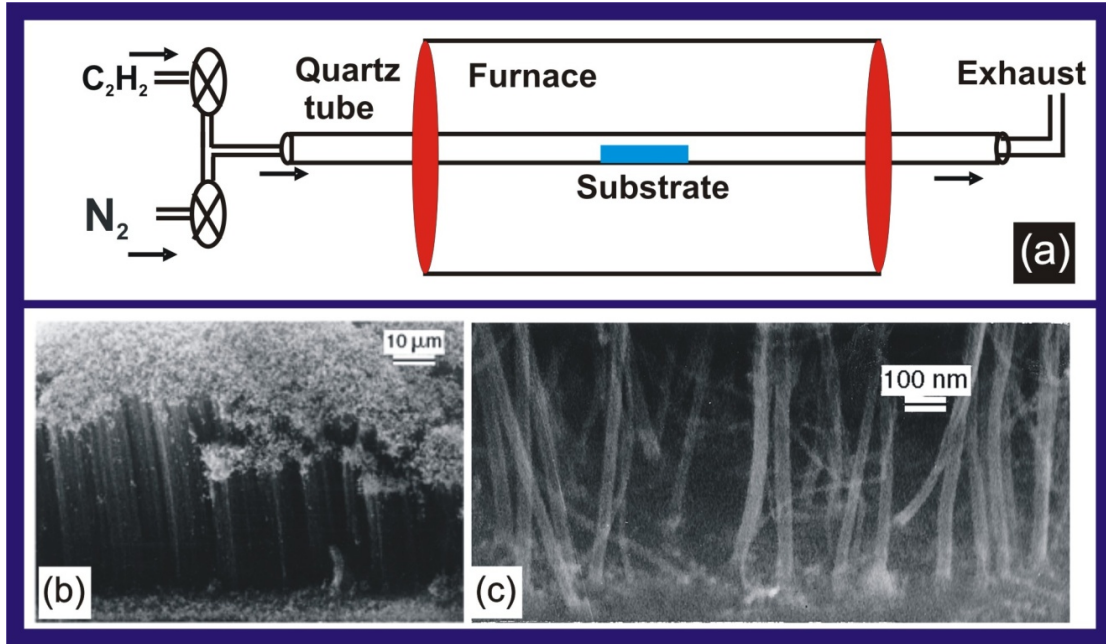 C₂H₂
Quartz
tube
Furnace
Exhaust
Substrate
N₂
(a)
10 µm
100 nm
(b)
(c)